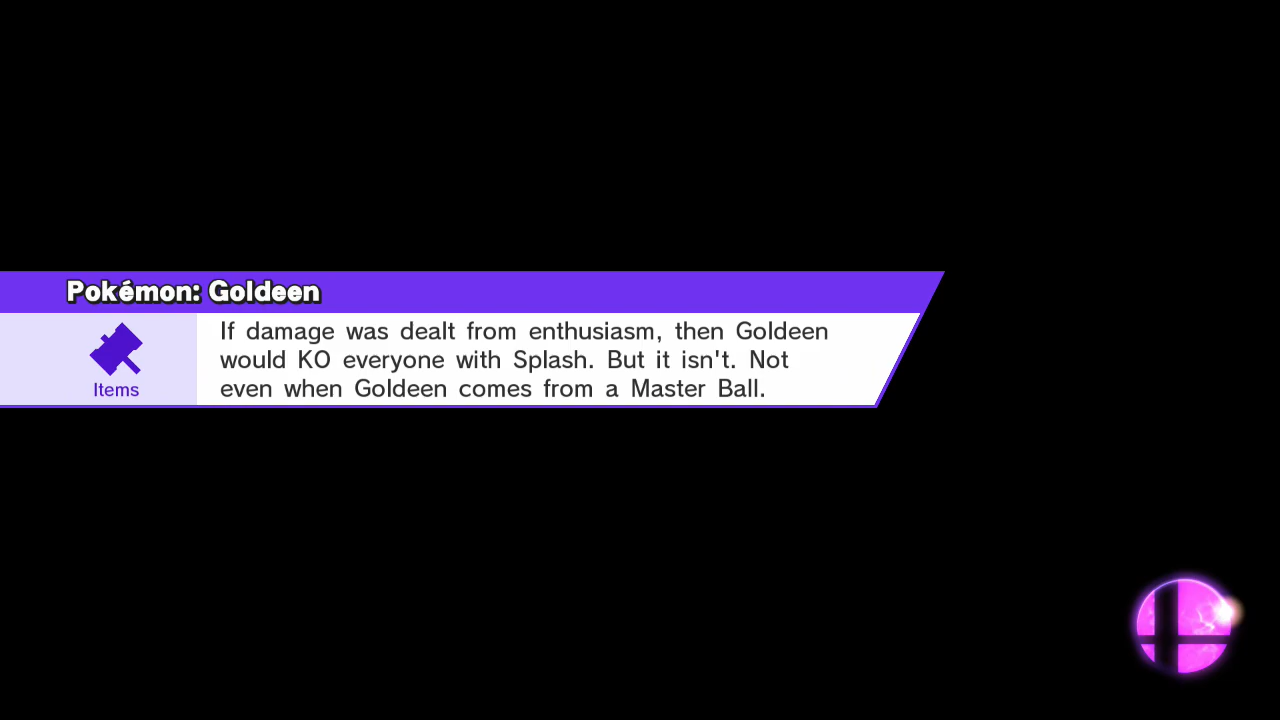 Pokémon: Goldeen
Items
If damage was dealt from enthusiasm, then Goldeen
would KO everyone with Splash. But it isn't. Not
even when Goldeen comes from a Master Ball.